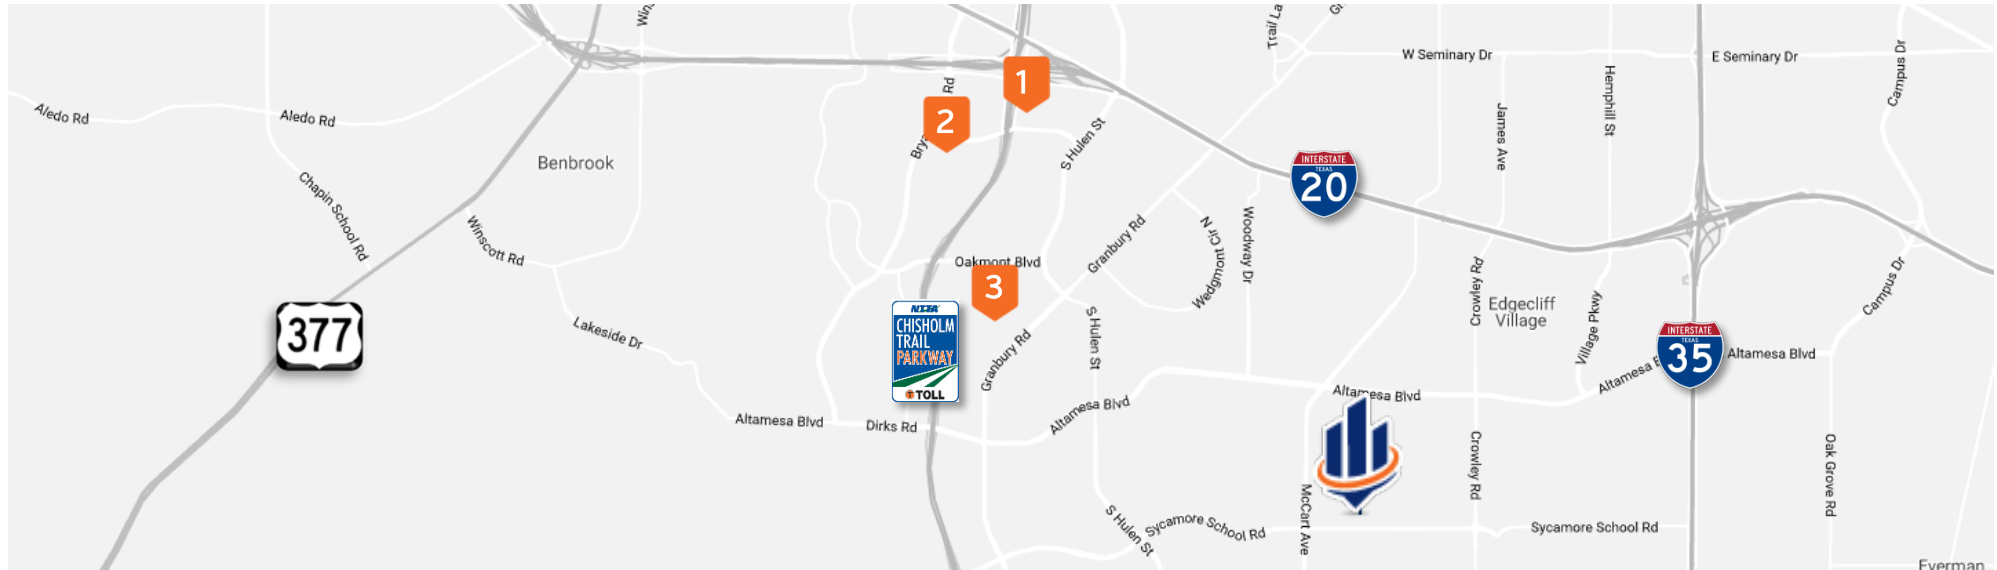 Trail La
W Seminary Dr
E Seminary Dr
Campus Dr
Hemphill St
James Ave
Rd
1
2
Aledo Rd
Aledo Rd
S Hulen St
Benbrook
INTERSTATE
TEXAS
20
Chapin School Rd
Winscott Rd
Granbury Rd
Wedgmont Cir N
Woodway Dr
Oakmont Blvd
3
Crowley Rd
Edgecliff
Village
Village Pkwy
Campus Dr
377
Lakeside Dr
NTTA
CHISHOLM
TRAIL
PARKWAY
TOLL
Granbury Rd
S Hulen St
INTERSTATE
TEXAS
35
Altamesa Blvd
Altamesa B
Altamesa Blvd
Altamesa Blvd
Altamesa Blvd
Dirks Rd
Crowley Rd
Oak Grove Rd
McCart Ave
S Hulen St
Sycamore School Rd
Sycamore School Rd
Everman